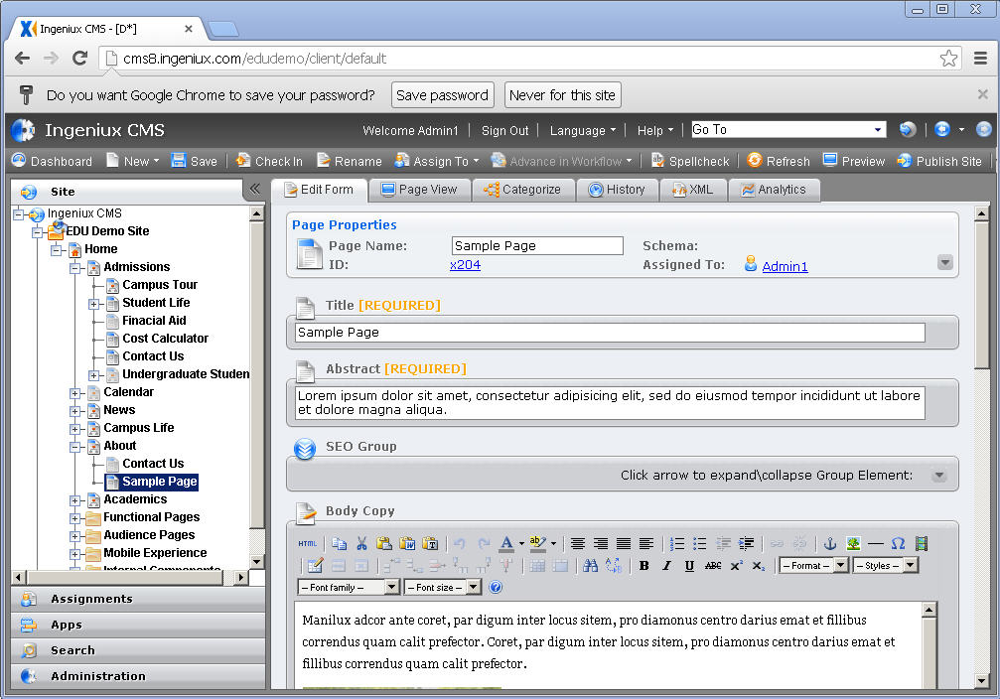 Ingeniux CMS - [D*]
cms8.ingeniux.com/edudemo/client/default
Do you want Google Chrome to save your password? Save password Never for this site
Ingeniux CMS Welcome Admin1 Sign Out Language Help Go To
Dashboard New Save Check In Rename Assign To Advance in Workflow Spellcheck Refresh Preview Publish Site
Site
Ingeniux CMS
EDU Demo Site
Home
Admissions
Campus Tour
Student Life
Finacial Aid
Cost Calculator
Contact Us
Undergraduate Studen
Calendar
News
Campus Life
About
Contact Us
Sample Page
Academics
Functional Pages
Audience Pages
Mobile Experience
Internal Components
Assignments
Apps
Search
Administration
Edit Form Page View Categorize History XML Analytics
Page Properties
Page Name: Sample Page Schema:
ID: x204 Assigned To: Admin1
Title [REQUIRED]
Sample Page
Abstract [REQUIRED]
Lorem ipsum dolor sit amet, consectetur adipisicing elit, sed do eiusmod tempor incididunt ut labore
et dolore magna aliqua.
SEO Group
Click arrow to expand\collapse Group Element:
Body Copy
HTML
B I U ABC -- Format -- -- Styles --
-- Font family -- -- Font size --
Manilux adcor ante coret, par digum inter locus sitem, pro diamonus centro darius emat et fillibus
correndus quam calit prefector. Coret, par digum inter locus sitem, pro diamonus centro darius emat et
fillibus correndus quam calit prefector.